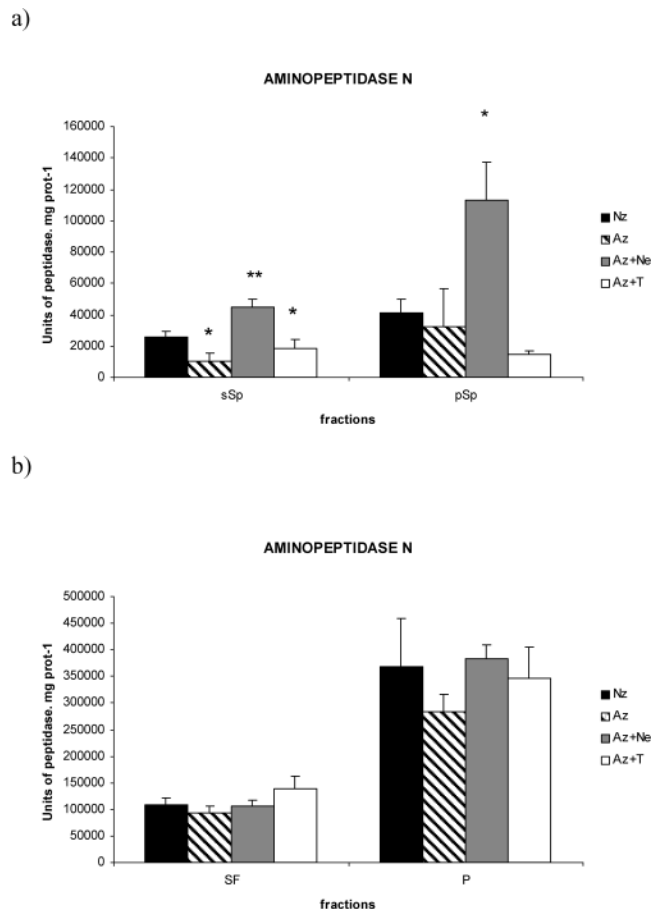 a)
AMINOPEPTIDASE N
Units of peptidase. mg prot-1
160000
140000
120000
100000
80000
60000
40000
20000
0
*
**
*
*
sSp
pSp
fractions
Nz
Az
Az+Ne
Az+T
b)
AMINOPEPTIDASE N
Units of peptidase. mg prot-1
500000
450000
400000
350000
300000
250000
200000
150000
100000
50000
0
SF
P
fractions
Nz
Az
Az+Ne
Az+T